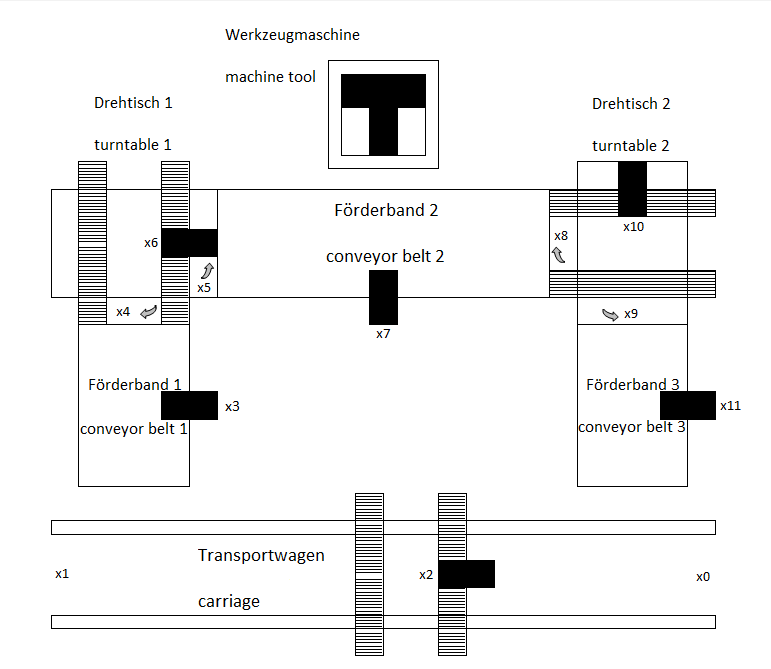 Werkzeugmaschine
machine tool
Drehtisch 1
turntable 1
Drehtisch 2
turntable 2
Förderband 2
conveyor belt 2
x6
x5
x4
x7
x8
x10
x9
Förderband 1
conveyor belt 1
x3
Förderband 3
conveyor belt 3
x11
Transportwagen
carriage
x1
x2
x0